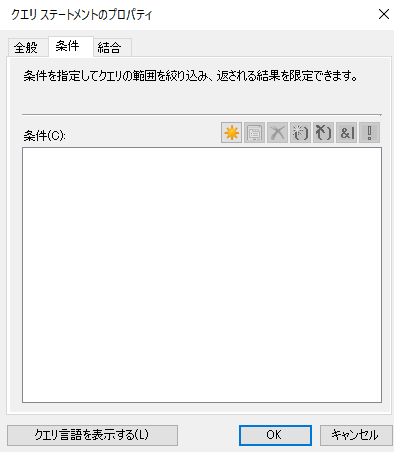 クエリ ステートメントのプロパティ
全般 条件 結合
条件を指定してクエリの範囲を絞り込み、返される結果を限定できます。
条件(C):
&|
!
クエリ言語を表示する(L)
OK
キャンセル